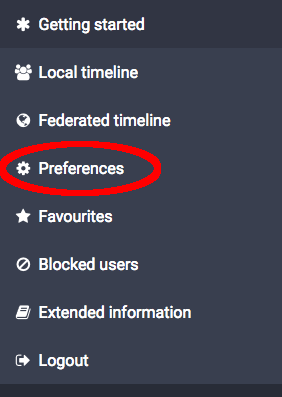 Getting started
Local timeline
Federated timeline
Preferences
Favourites
Blocked users
Extended information
Logout